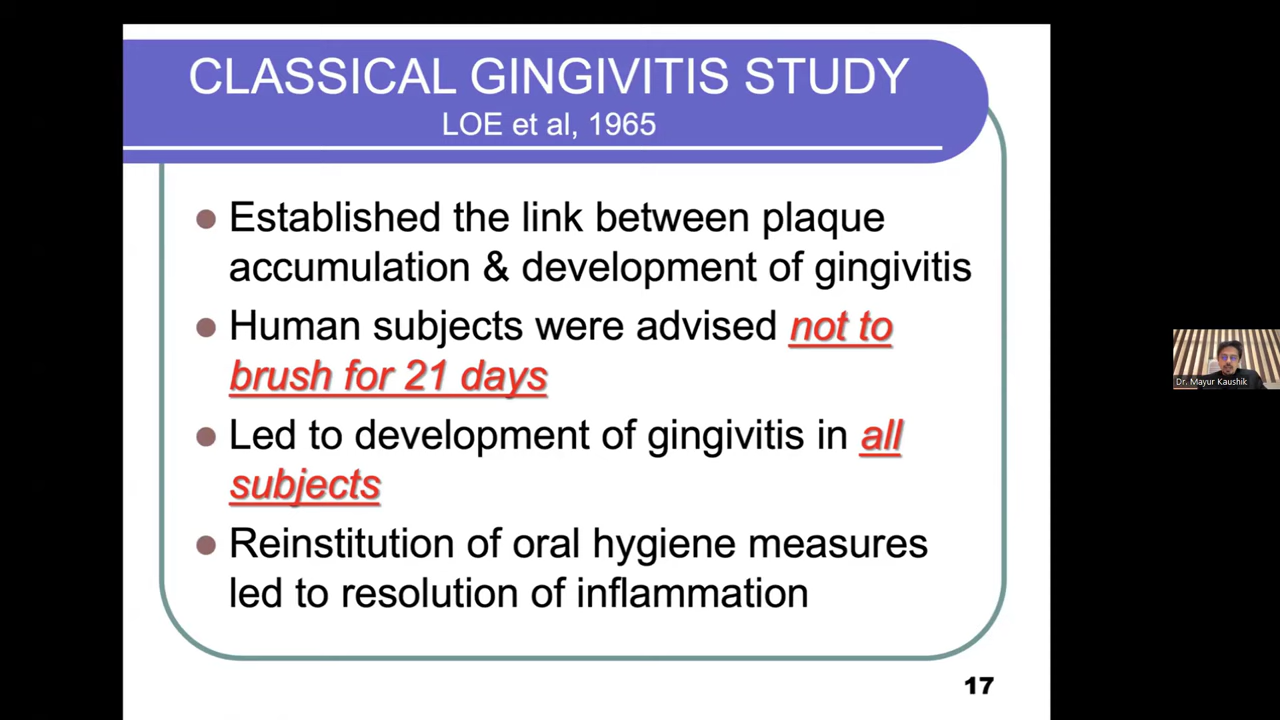 CLASSICAL GINGIVITIS STUDY
LOE et al, 1965
Established the link between plaque
accumulation & development of gingivitis
Human subjects were advised not to
brush for 21 days
Led to development of gingivitis in all
subjects
Reinstitution of oral hygiene measures
led to resolution of inflammation
17
Dr. Mayur Kaushik